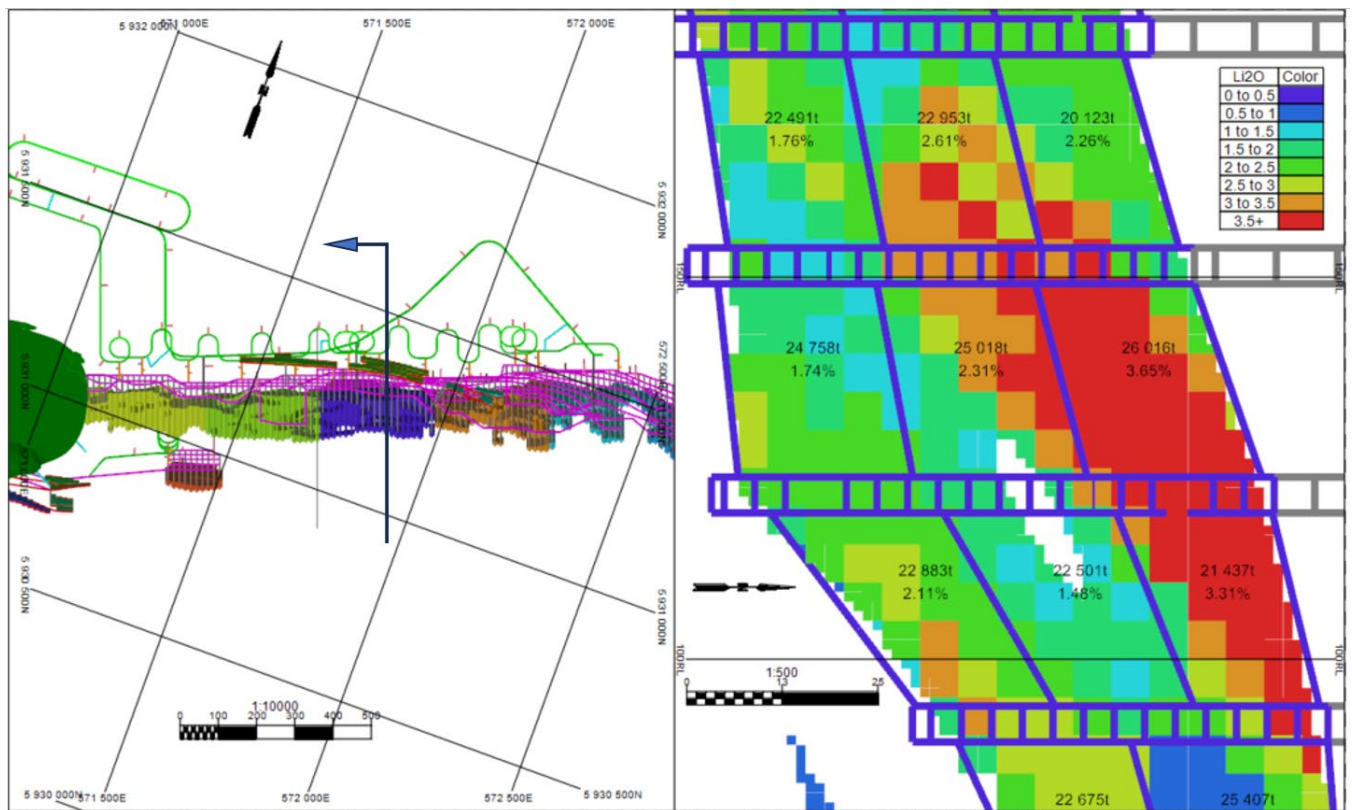 571 000E
571 500E
572 000E
5 932 000N
5 931 500N
5 932 000N
N
5 931 000N
572 500E
5 930 500N
5 931 000N
1:10000
0 100 200 300 400 500
5 930 000N
571 500E
572 000E
572 500E
5 930 500N
Li2O Color
0 to 0.5
0.5 to 1
1 to 1.5
1.5 to 2
2 to 2.5
2.5 to 3
3 to 3.5
3.5+
22 491t
1.76%
22 953t
2.61%
20 123t
2.26%
150RL
150RL
24 758t
1.74%
25 018t
2.31%
26 016t
3.65%
22 883t
2.11%
22 501t
1.48%
21 437t
3.31%
N
100RL
100RL
1:500
0 13 25
22 675t
25 407t